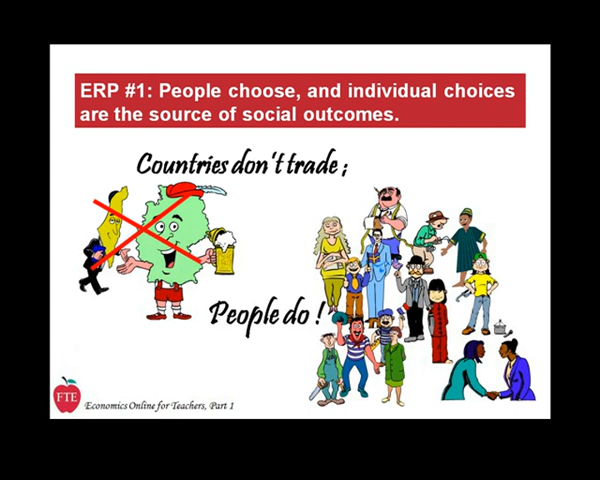 ERP #1: People choose, and individual choices
are the source of social outcomes.
Countries don't trade ;
People do !
FTE
Economics Online for Teachers, Part 1